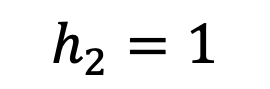 h₂ = 1